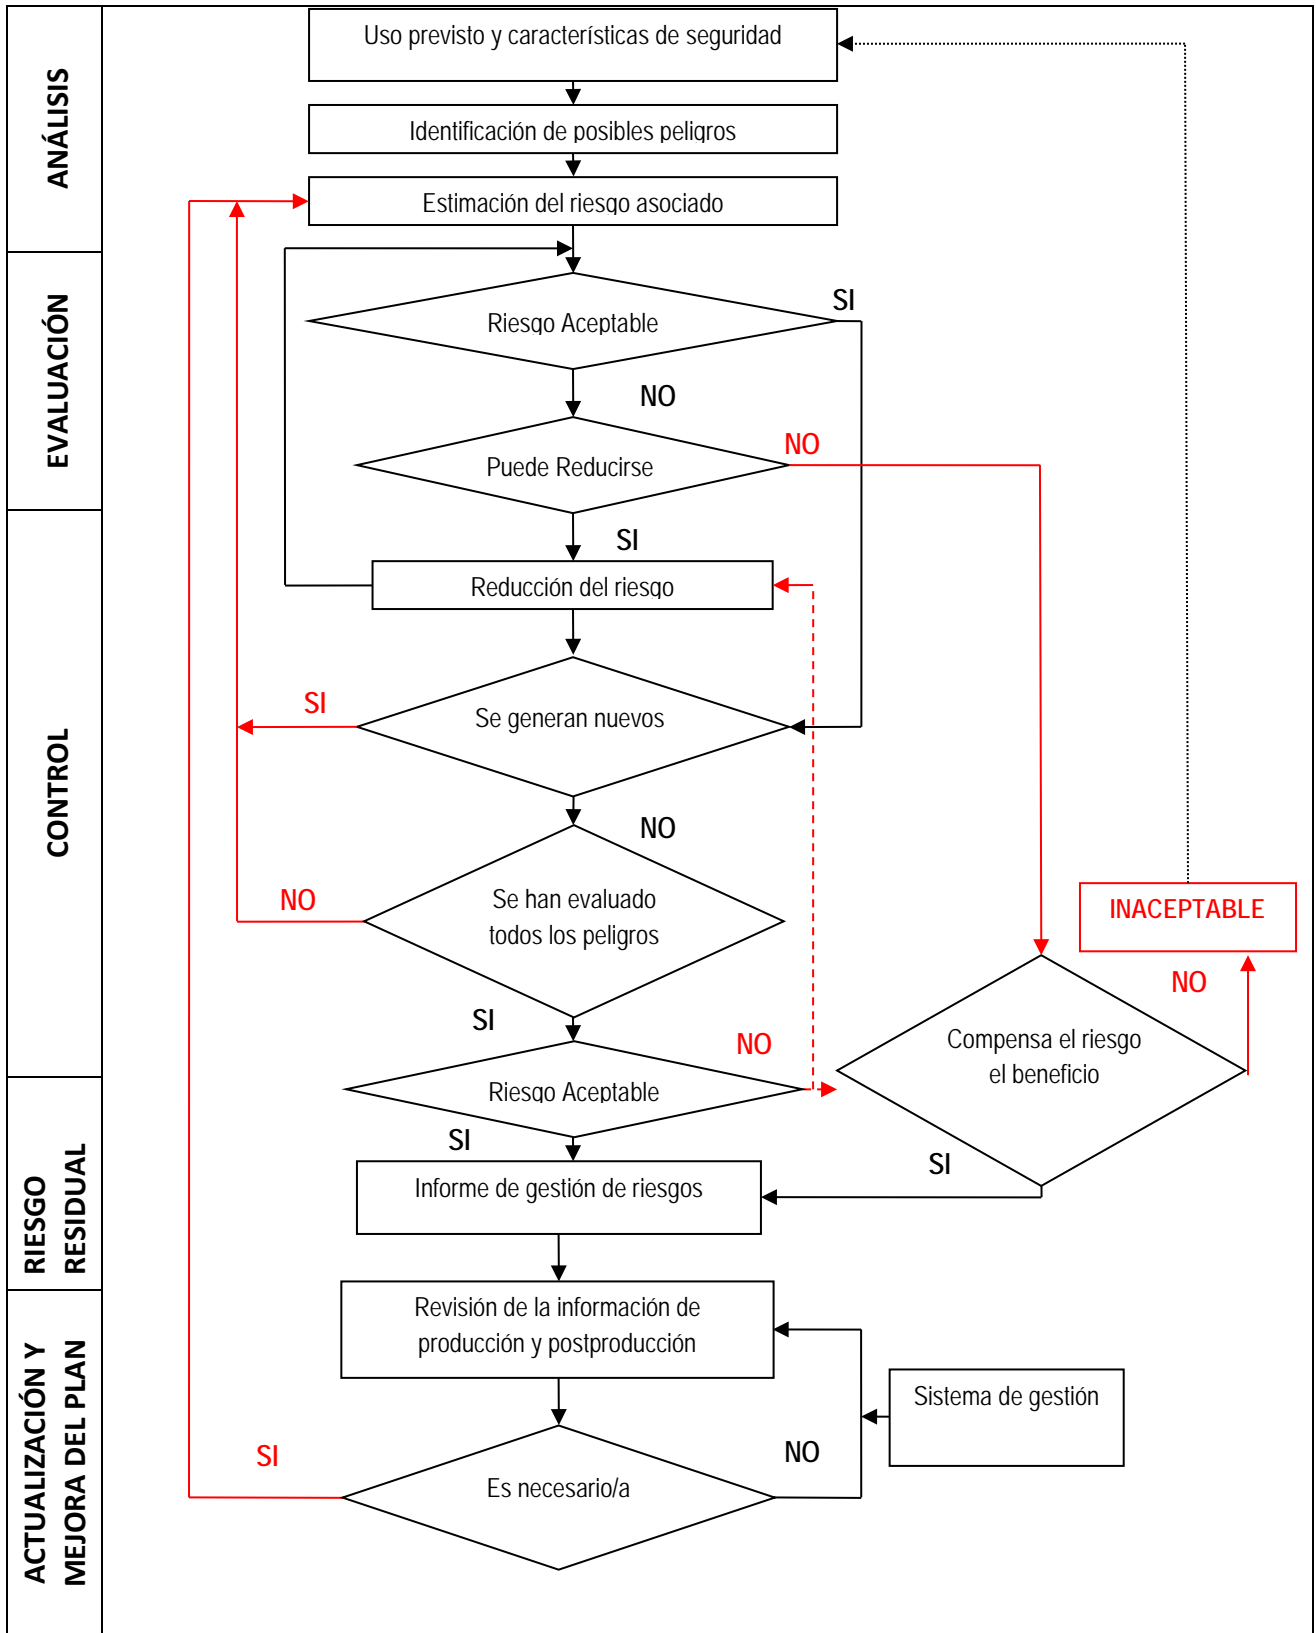 ANÁLISIS
Uso previsto y características de seguridad
Identificación de posibles peligros
Estimación del riesgo asociado
EVALUACIÓN
Riesgo Aceptable
SI
NO
Puede Reducirse
NO
SI
CONTROL
Reducción del riesgo
Se generan nuevos
SI
NO
Se han evaluado
todos los peligros
NO
SI
INACEPTABLE
NO
Compensa el riesgo
el beneficio
SI
Riesgo Aceptable
NO
SI
RIESGO
RESIDUAL
Informe de gestión de riesgos
ACTUALIZACIÓN Y
MEJORA DEL PLAN
Revisión de la información de
producción y postproducción
Sistema de gestión
Es necesario/a
SI
NO